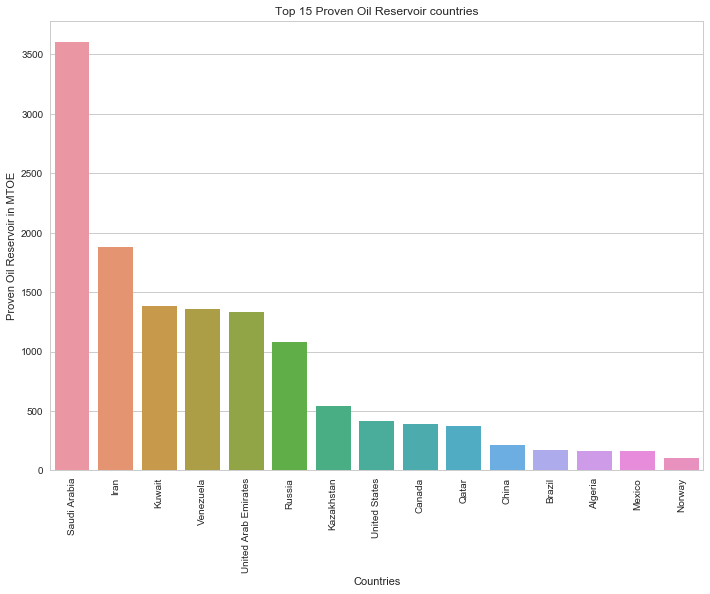 Top 15 Proven Oil Reservoir countries
Proven Oil Reservoir in MTOE
3500
3000
2500
2000
1500
1000
500
0
Saudi Arabia
Iran
Kuwait
Venezuela
United Arab Emirates
Russia
Kazakhstan
United States
Canada
Qatar
China
Brazil
Algeria
Mexico
Norway
Countries